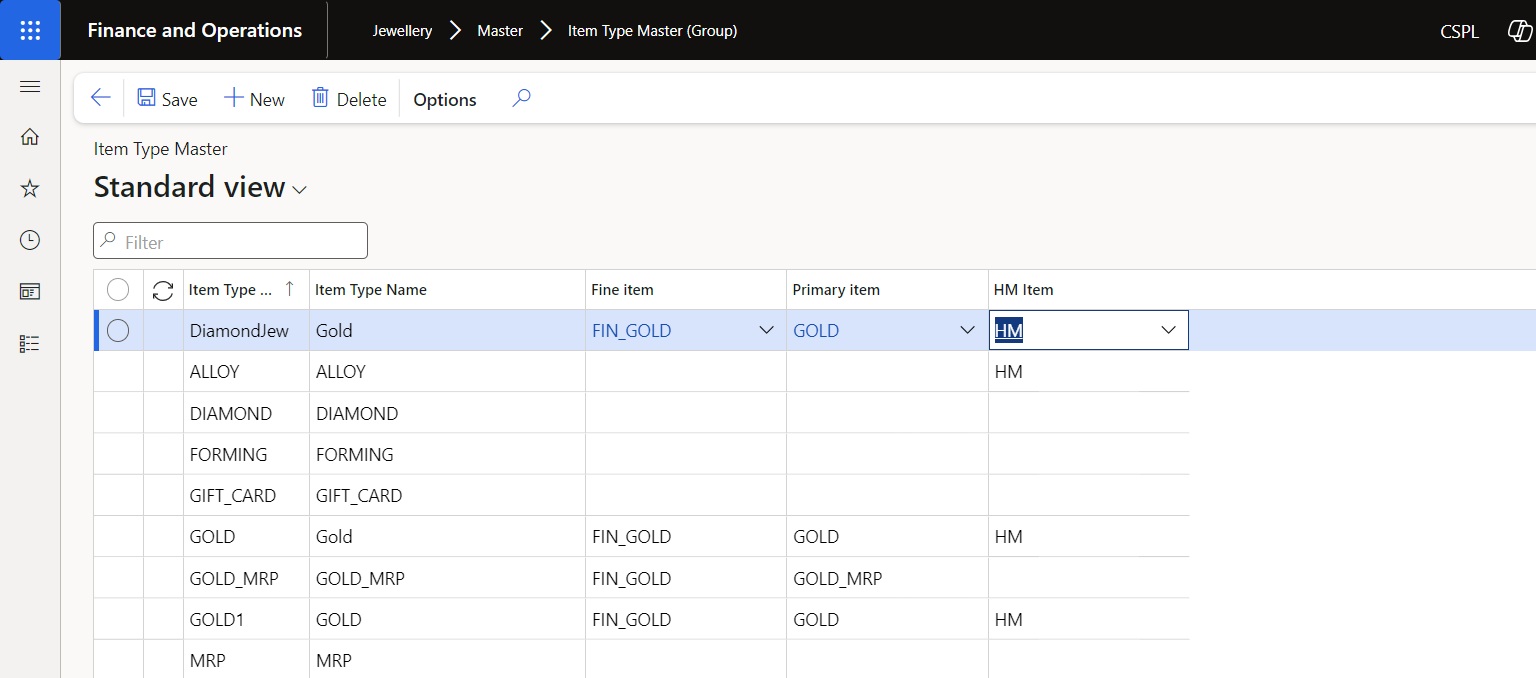 Finance and Operations Jewellery Master Item Type Master (Group) CSPL
Save New Delete Options
Item Type Master
Standard view
Filter
Item Type ... Item Type Name Fine item Primary item HM Item
DiamondJew Gold FIN_GOLD GOLD HM
ALLOY ALLOY HM
DIAMOND DIAMOND
FORMING FORMING
GIFT_CARD GIFT_CARD
GOLD Gold FIN_GOLD GOLD HM
GOLD_MRP GOLD_MRP FIN_GOLD GOLD_MRP
GOLD1 GOLD FIN_GOLD GOLD HM
MRP MRP